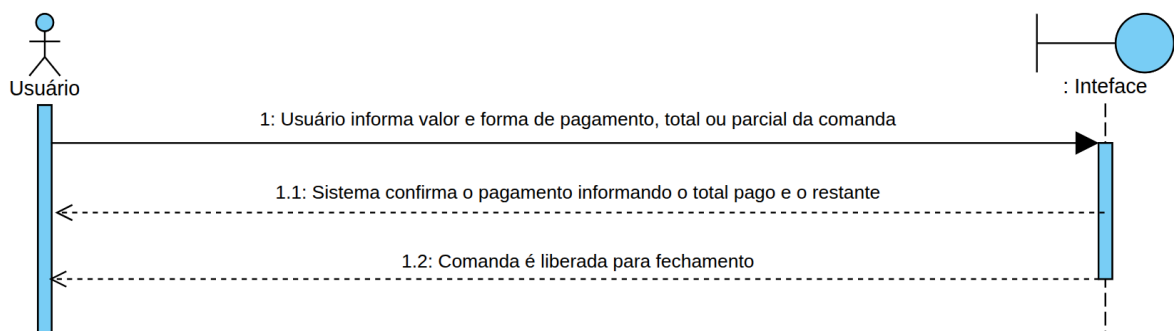 Usuário
: Inteface
1: Usuário informa valor e forma de pagamento, total ou parcial da comanda
1.1: Sistema confirma o pagamento informando o total pago e o restante
1.2: Comanda é liberada para fechamento